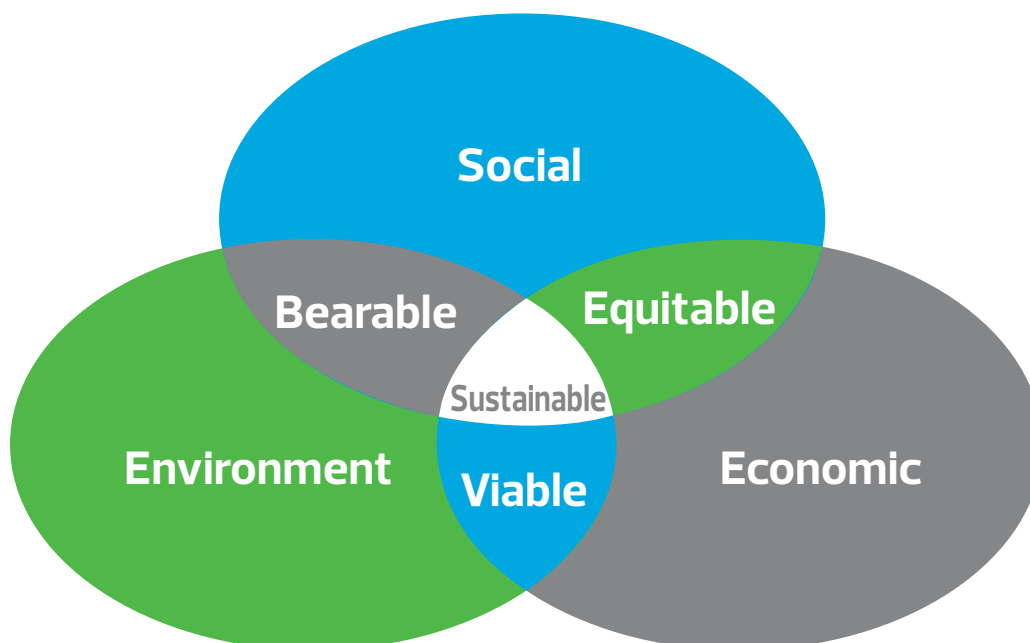 Social
Bearable
Equitable
Sustainable
Environment
Viable
Economic